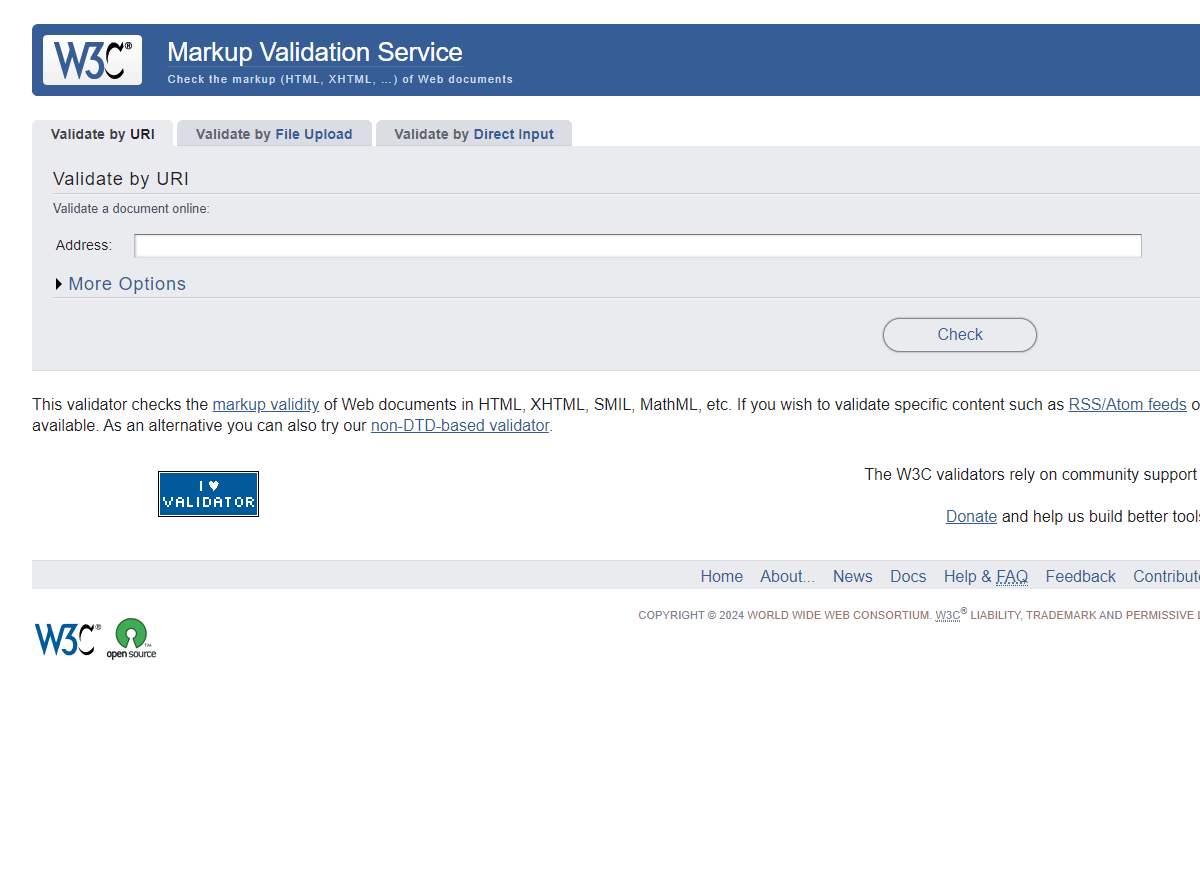 W3C®
Markup Validation Service
Check the markup (HTML, XHTML, …) of Web documents
Validate by URI
Validate by File Upload
Validate by Direct Input
Validate by URI
Validate a document online:
Address:
More Options
Check
This validator checks the markup validity of Web documents in HTML, XHTML, SMIL, MathML, etc. If you wish to validate specific content such as RSS/Atom feeds o
available. As an alternative you can also try our non-DTD-based validator.
I ♥
VALIDATOR
The W3C validators rely on community support
Donate and help us build better tools
Home About... News Docs Help & FAQ Feedback Contribute
COPYRIGHT © 2024 WORLD WIDE WEB CONSORTIUM. W3C® LIABILITY, TRADEMARK AND PERMISSIVE L
W3C®
open source™